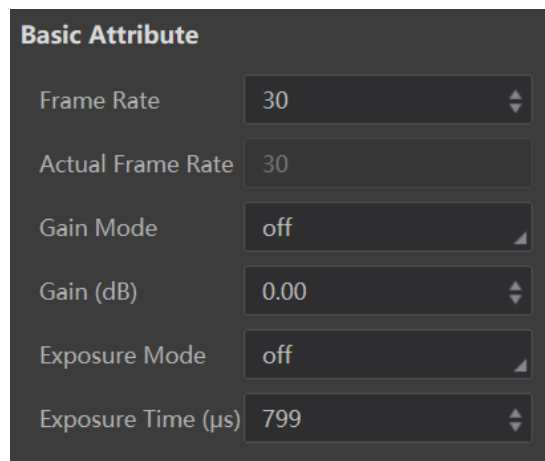 Basic Attribute
Frame Rate 30
Actual Frame Rate 30
Gain Mode off
Gain (dB) 0.00
Exposure Mode off
Exposure Time (μs) 799